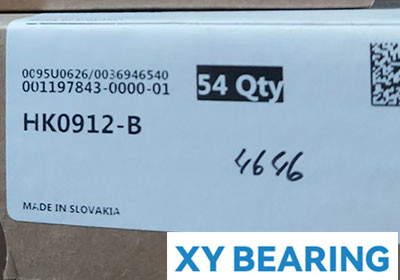 0095U0626/0036946540
001197843-0000-01
54 Qty
HK0912-B
4646
MADE IN SLOVAKIA
XY BEARING